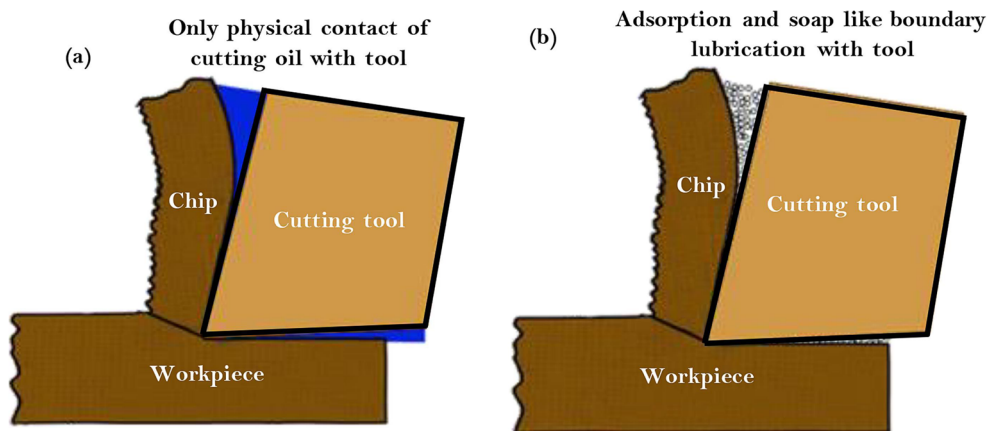 (a)
Only physical contact of
cutting oil with tool
Chip
Cutting tool
Workpiece
(b)
Adsorption and soap like boundary
lubrication with tool
Chip
Cutting tool
Workpiece